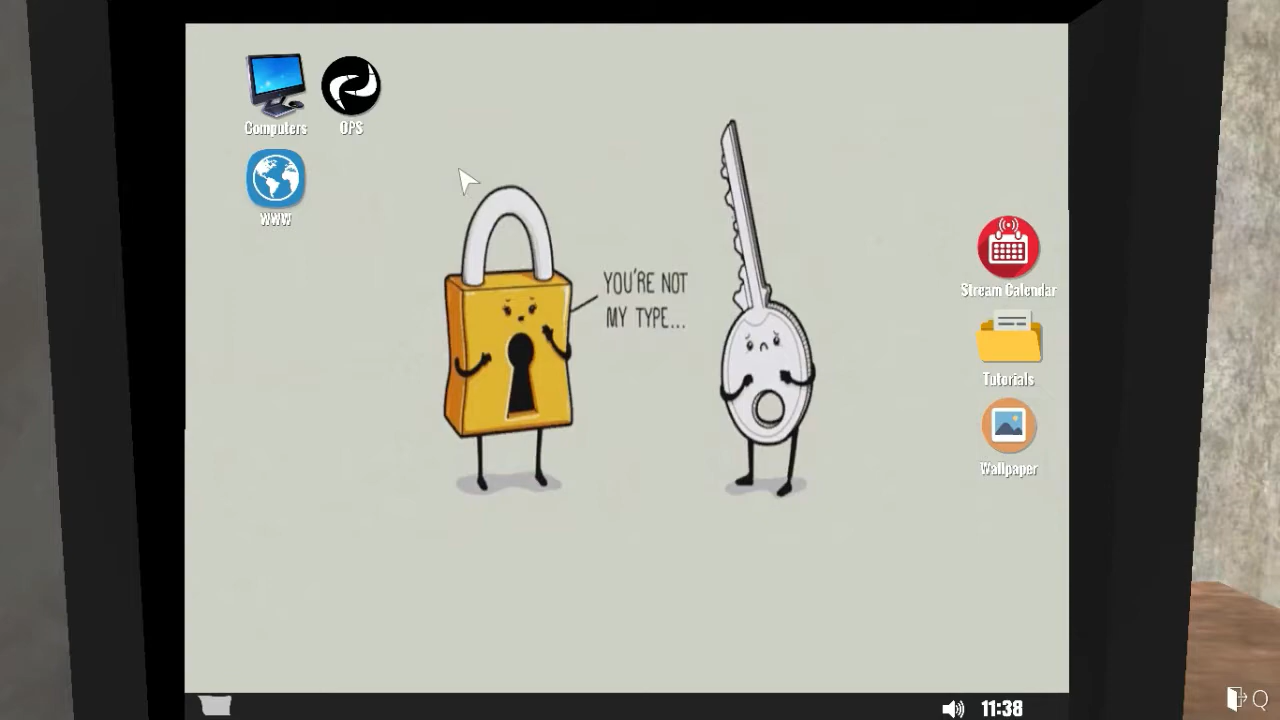 Computers
OPS
WWW
YOU'RE NOT
MY TYPE...
Stream Calendar
Tutorials
Wallpaper
11:38
Q